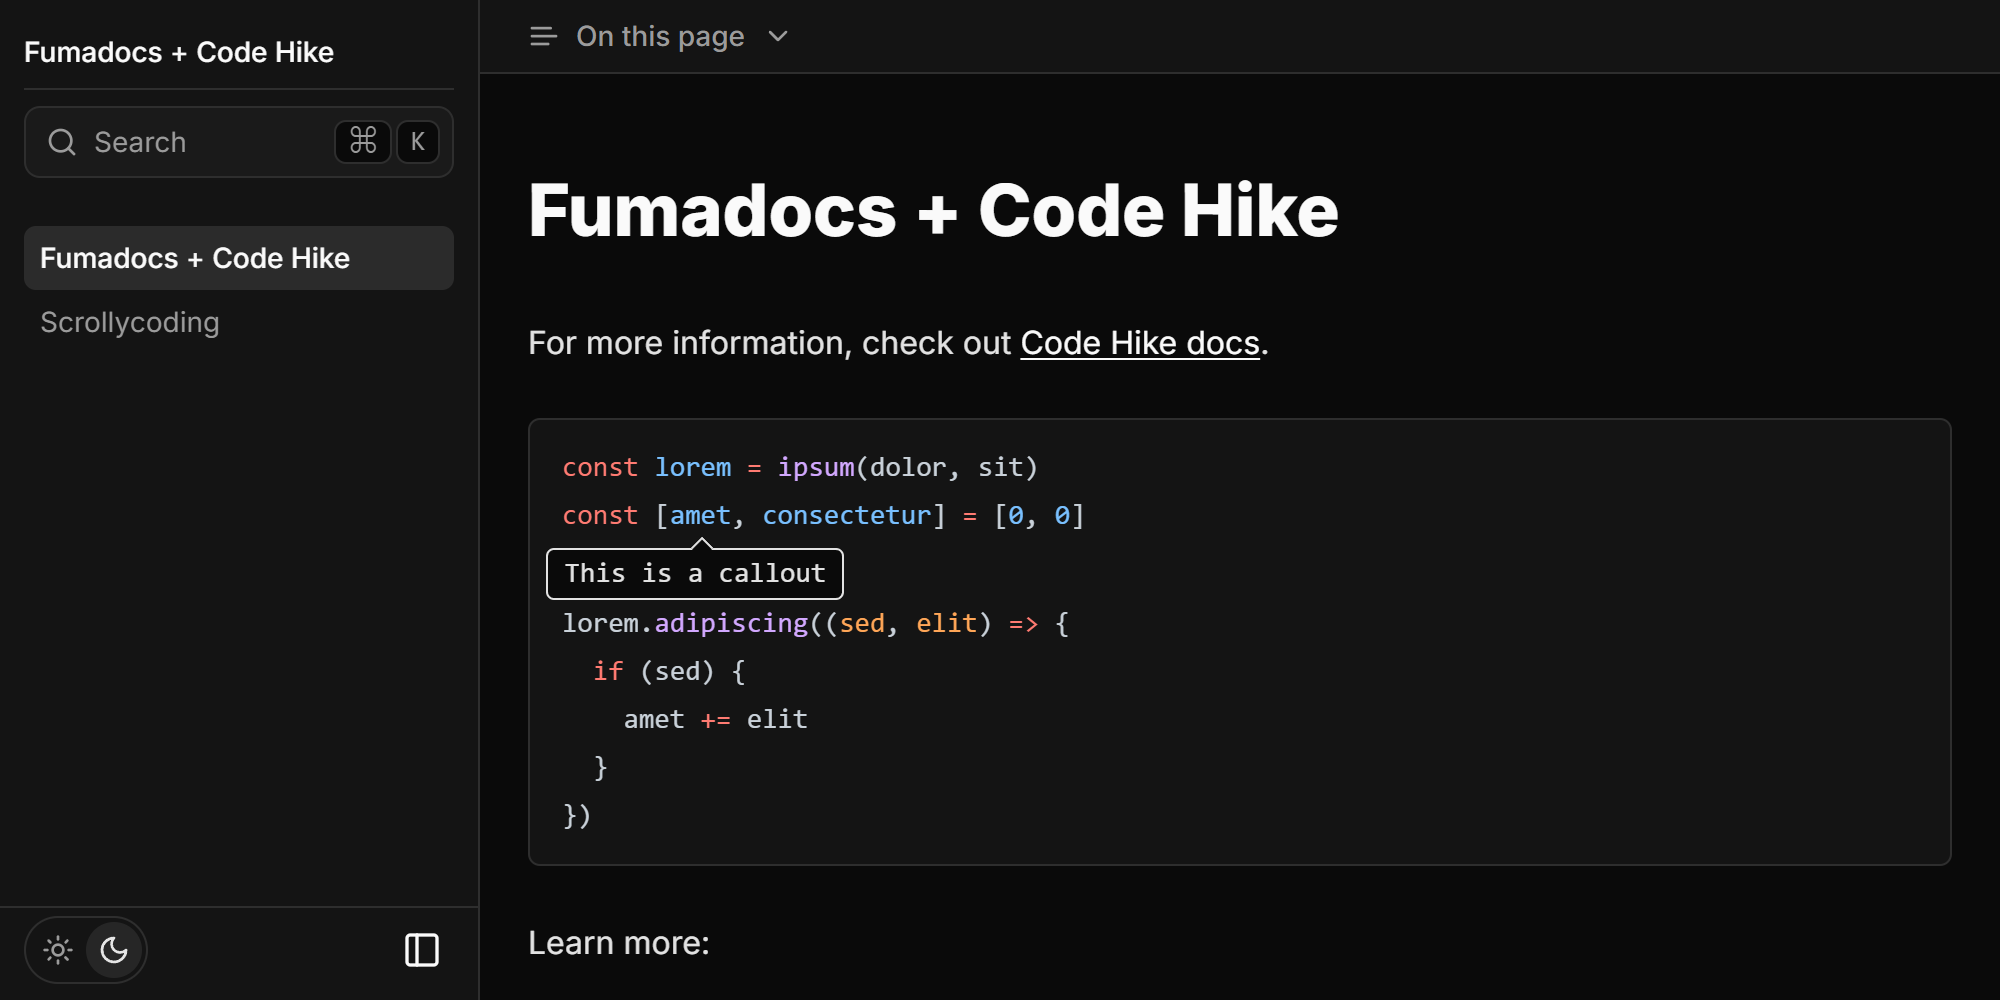 Fumadocs + Code Hike
Search ⌘ K
Fumadocs + Code Hike
Scrollycoding
On this page
Fumadocs + Code Hike
For more information, check out Code Hike docs.
const lorem = ipsum(dolor, sit)
const [amet, consectetur] = [0, 0]
This is a callout
lorem.adipiscing((sed, elit) => {
  if (sed) {
    amet += elit
  }
})
Learn more: